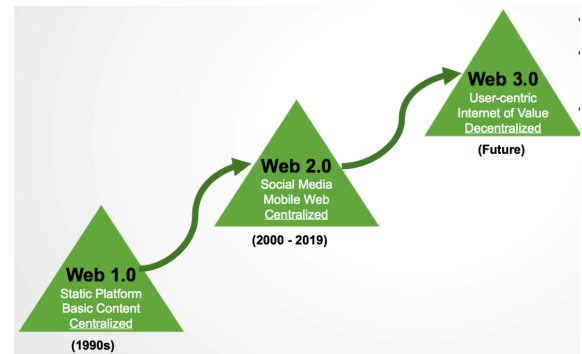 Web 1.0
Static Platform
Basic Content
Centralized
(1990s)
Web 2.0
Social Media
Mobile Web
Centralized
(2000 - 2019)
Web 3.0
User-centric
Internet of Value
Decentralized
(Future)